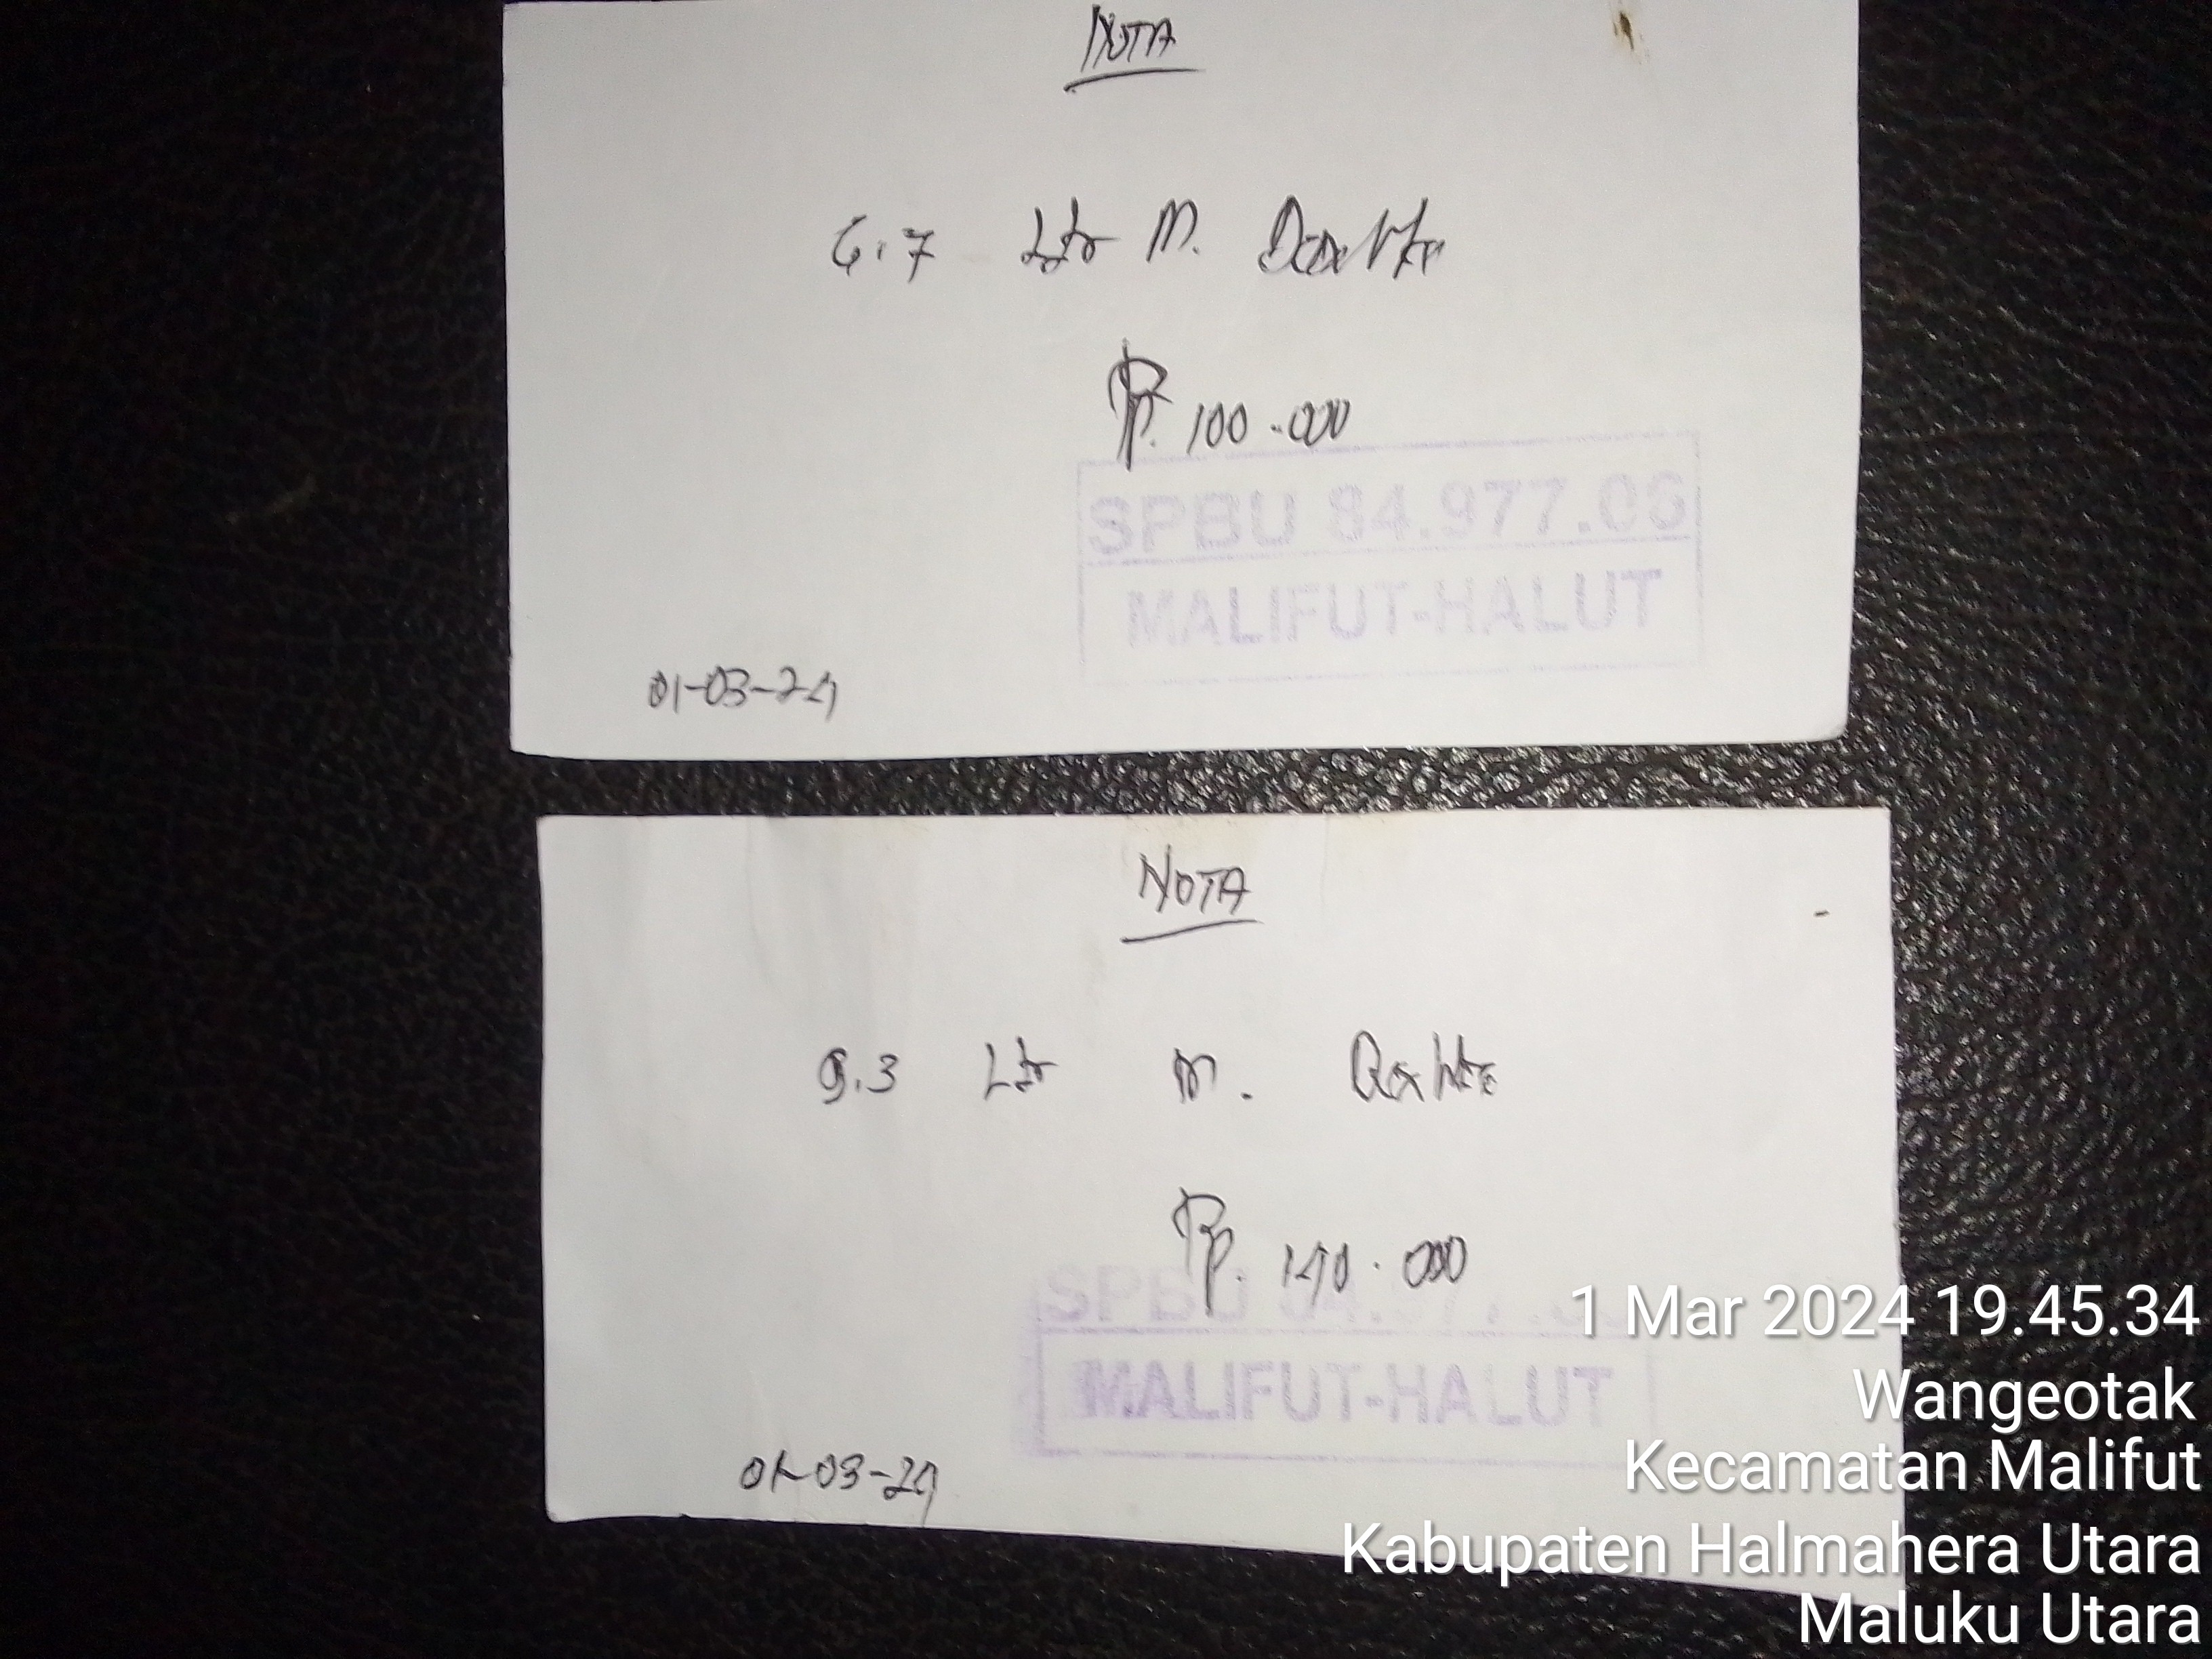 NOTA
6.7 Ltr M.
Rp. 100.000
SPBU 84.977.06
MALIFUT-HALUT
01-03-24
NOTA
9.3 Ltr M.
Rp. 140.000
SPBU
MALIFUT-HALUT
01-03-24
1 Mar 2024 19.45.34
Wangeotak
Kecamatan Malifut
Kabupaten Halmahera Utara
Maluku Utara